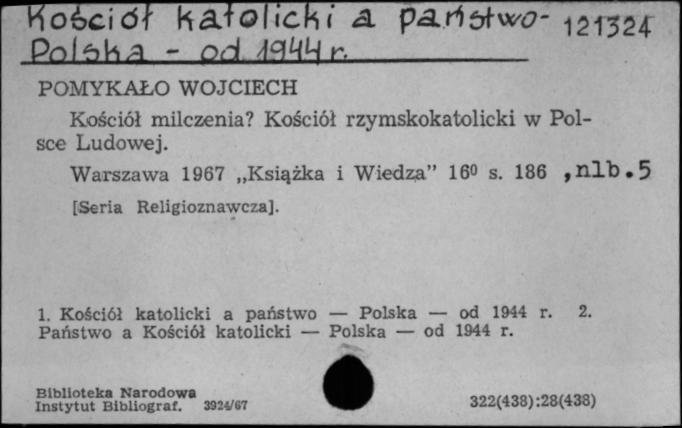 Kościół katolicki a państwo- 121324
Polska - od 1944 r.
POMYKAŁO WOJCIECH
Kościół milczenia? Kościół rzymskokatolicki w Pol-
sce Ludowej.
Warszawa 1967 „Książka i Wiedza” 16⁰ s. 186 , nlb. 5
[Seria Religioznawcza].
1. Kościół katolicki a państwo — Polska — od 1944 r. 2.
Państwo a Kościół katolicki — Polska — od 1944 r.
Biblioteka Narodowa
Instytut Bibliograf. 3924/67 322(438):28(438)